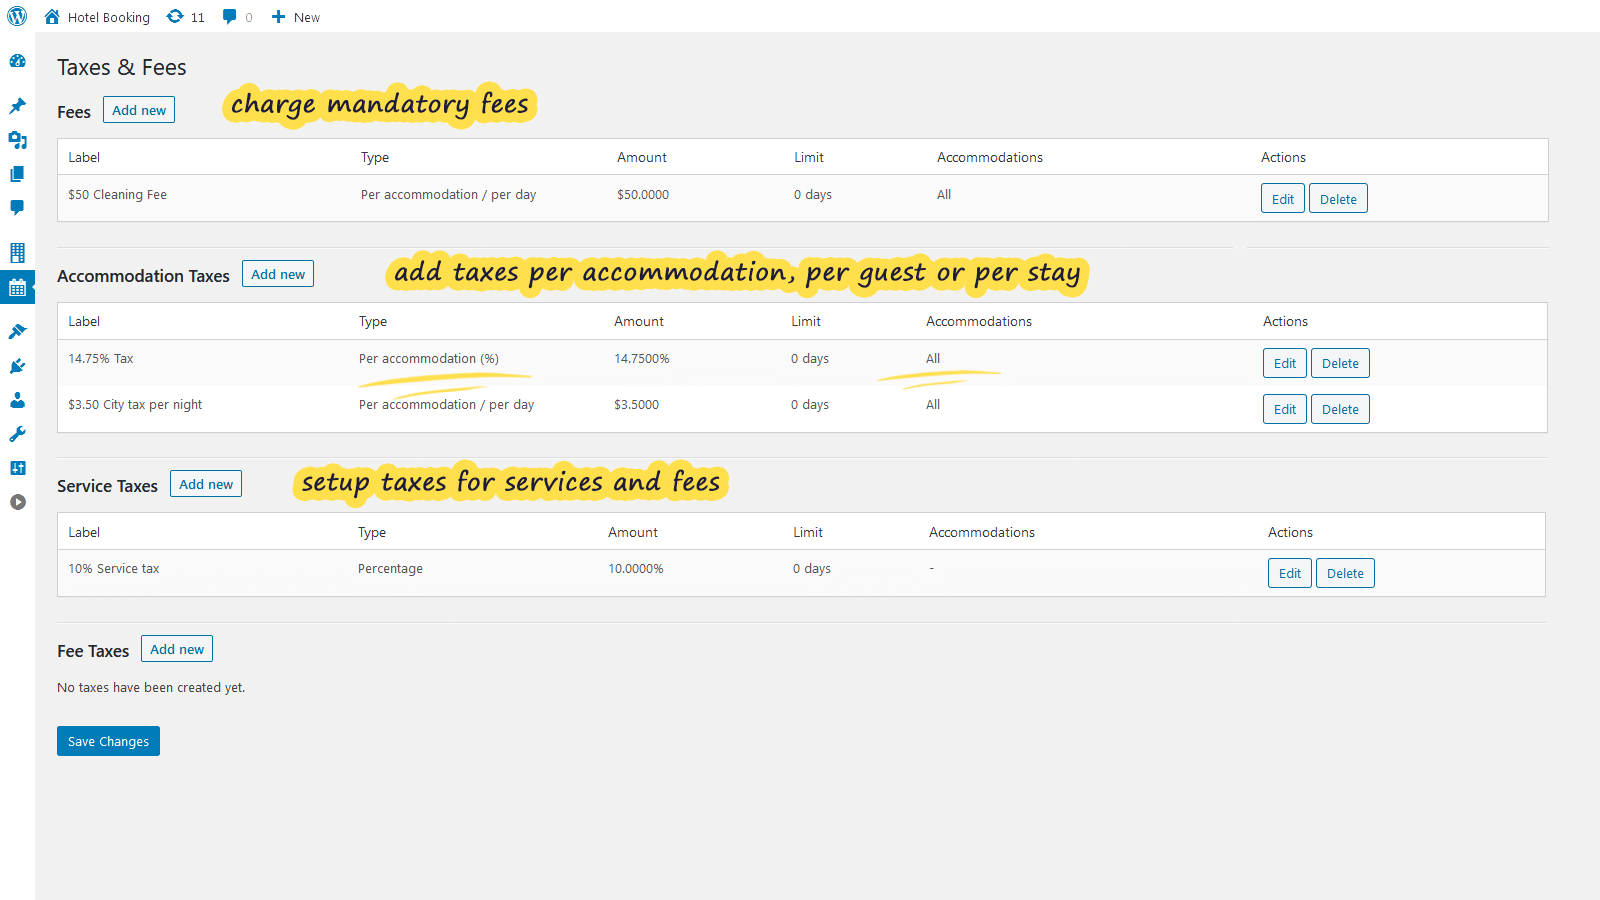 Hotel Booking 11 0 New
Taxes & Fees
Fees Add new charge mandatory fees
Label Type Amount Limit Accommodations Actions
$50 Cleaning Fee Per accommodation / per day $50.0000 0 days All Edit Delete
Accommodation Taxes Add new add taxes per accommodation, per guest or per stay
Label Type Amount Limit Accommodations Actions
14.75% Tax Per accommodation (%) 14.7500% 0 days All Edit Delete
$3.50 City tax per night Per accommodation / per day $3.5000 0 days All Edit Delete
Service Taxes Add new setup taxes for services and fees
Label Type Amount Limit Accommodations Actions
10% Service tax Percentage 10.0000% 0 days - Edit Delete
Fee Taxes Add new
No taxes have been created yet.
Save Changes